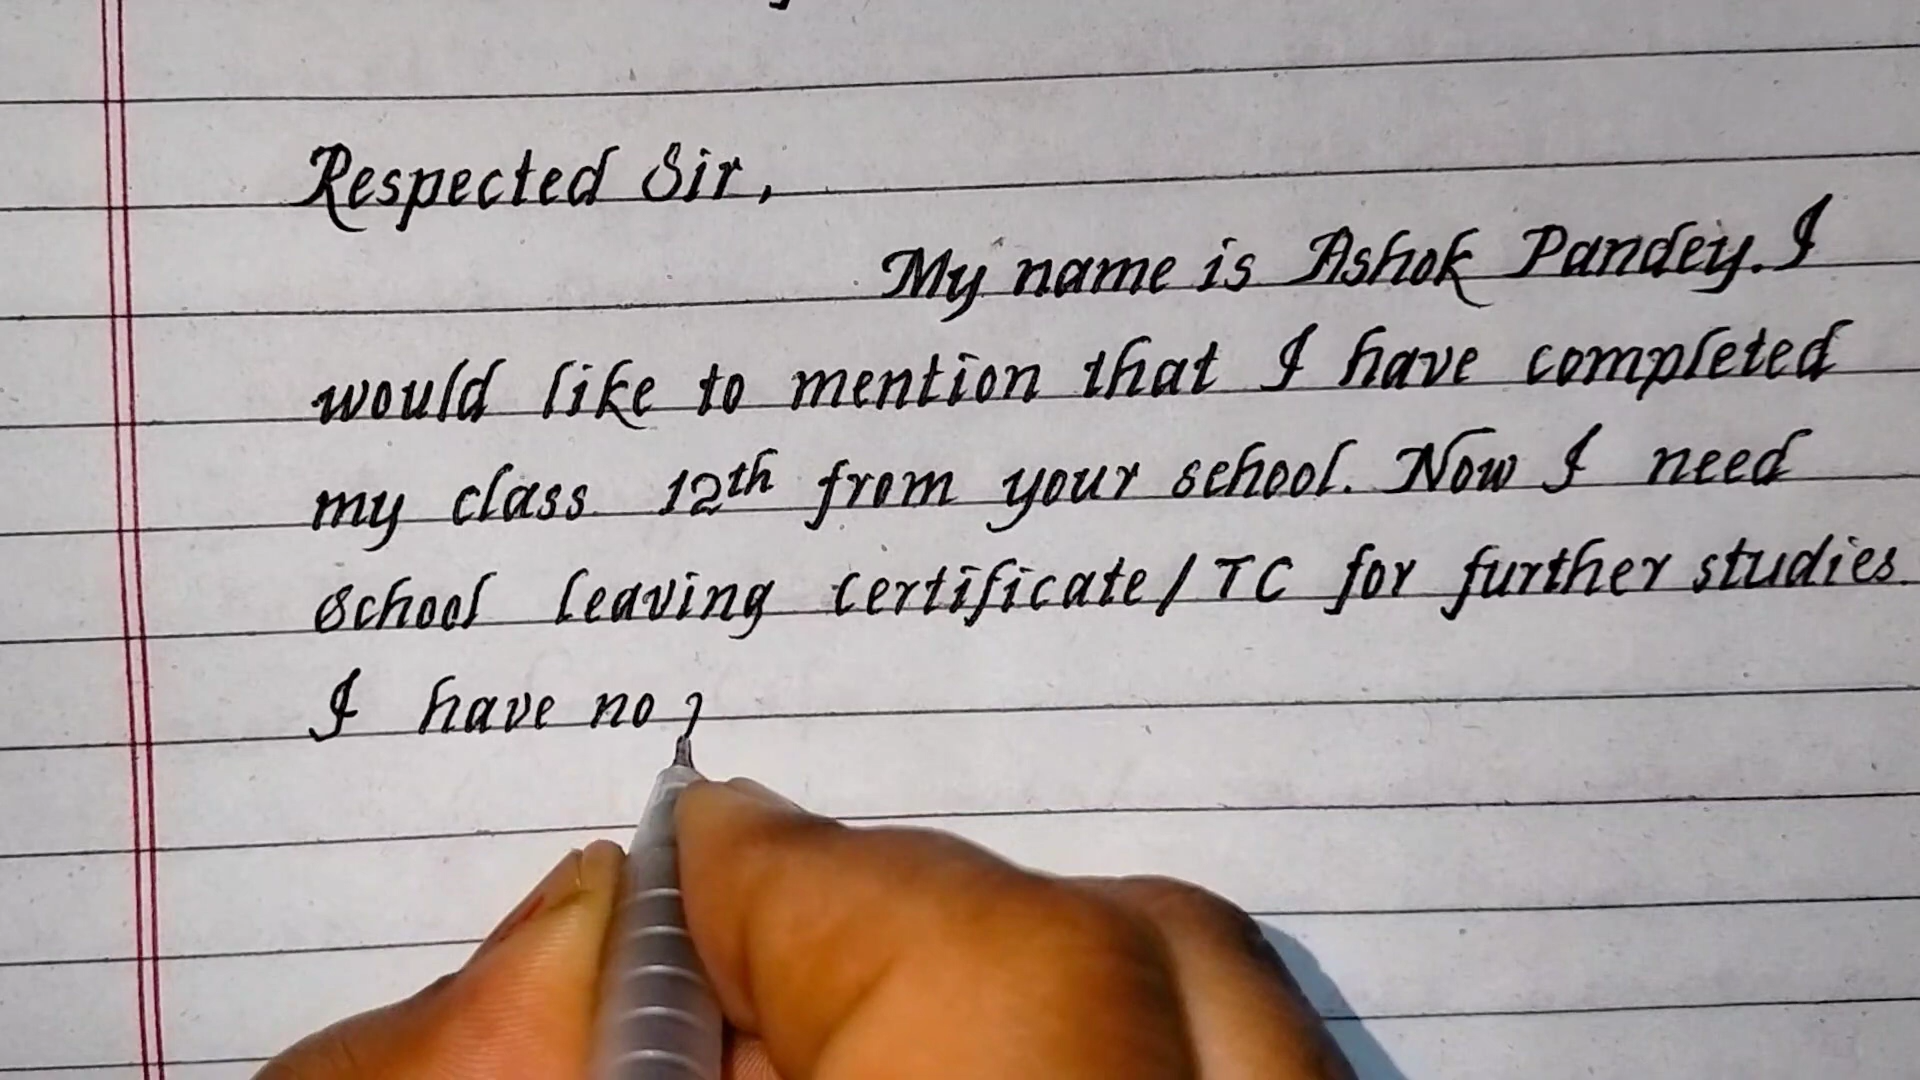 Respected Sir,
My name is Ashok Pandey. I
would like to mention that I have completed
my class 12th from your school. Now I need
School leaving certificate/TC for further studies.
I have no